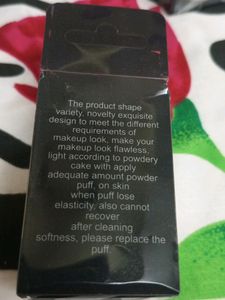 The product shape
variety, novelty exquisite
design to meet the different
requirements of
makeup look, make your
makeup look flawless,
light according to powdery
cake with apply
adequate amount powder
puff, on skin
when puff lose
elasticity, also cannot
recover
after cleaning
softness, please replace the
puff.